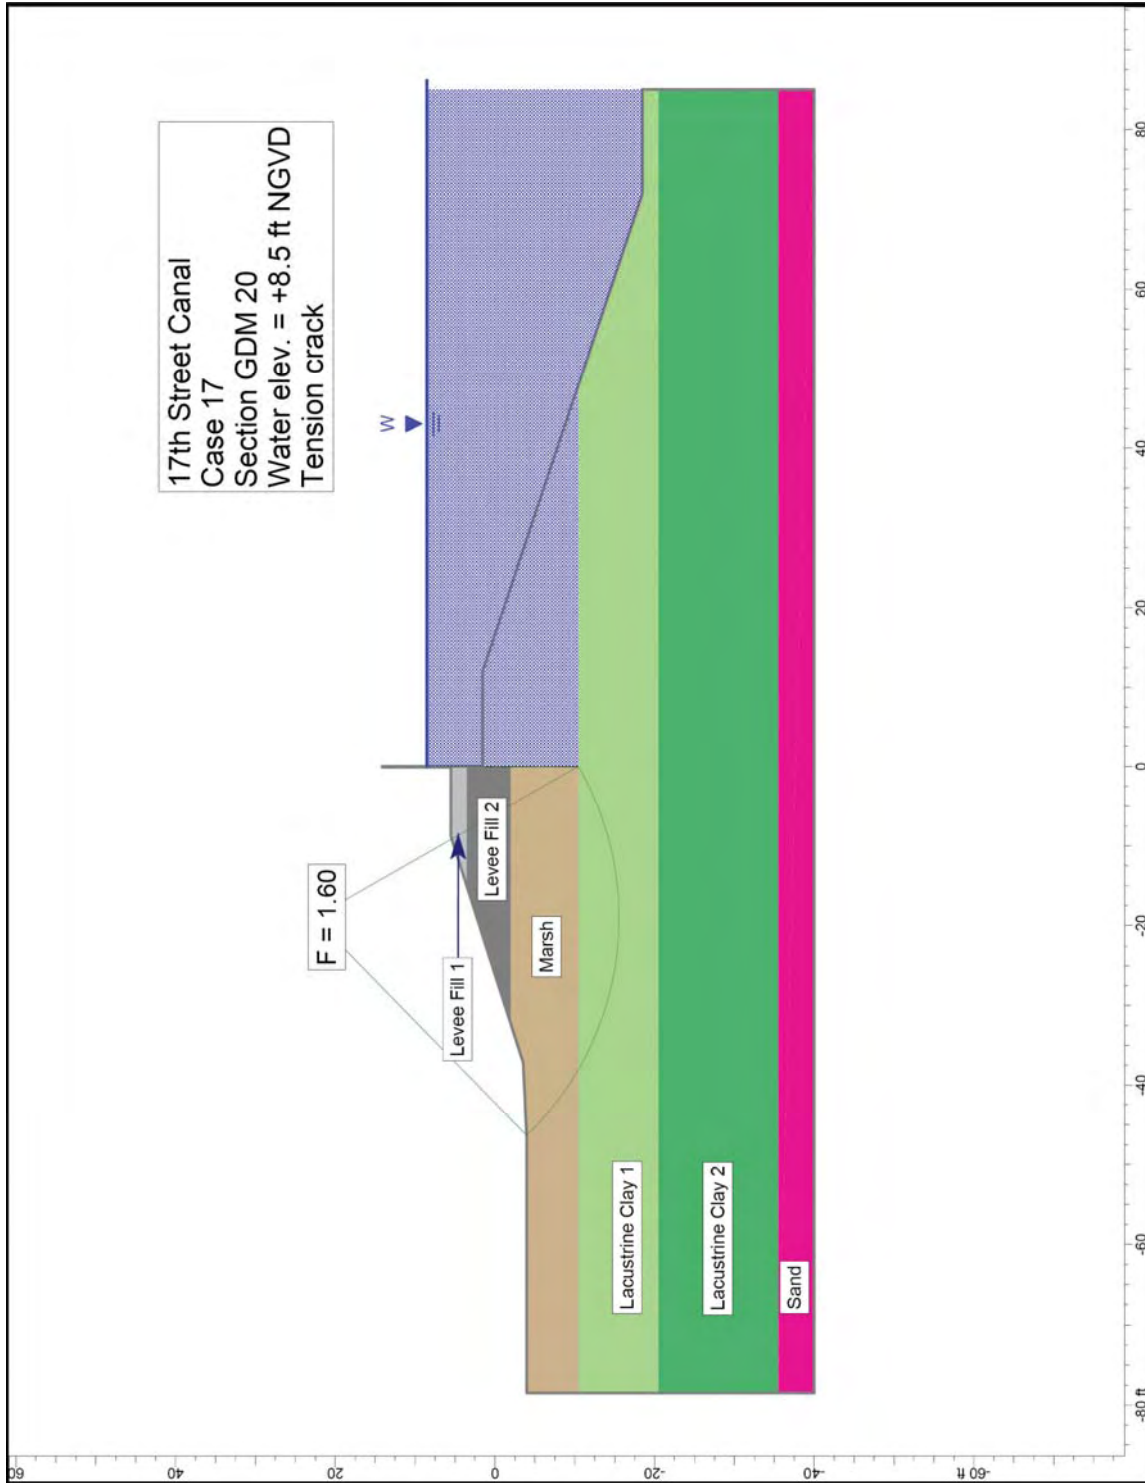 17th Street Canal
Case 17
Section GDM 20
Water elev. = +8.5 ft NGVD
Tension crack
W
F = 1.60
Levee Fill 1
Levee Fill 2
Marsh
Lacustrine Clay 1
Lacustrine Clay 2
Sand
60
40
20
0
-20
-40
-60 ft
-80 ft
-60
-40
-20
0
20
40
60
80